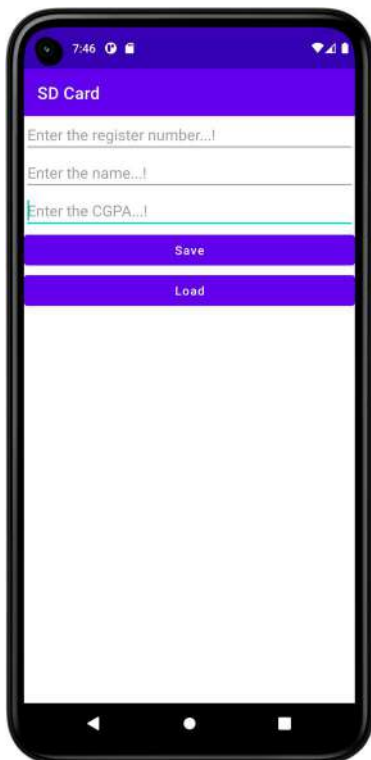 7:46
SD Card
Enter the register number...!
Enter the name...!
Enter the CGPA...!
Save
Load